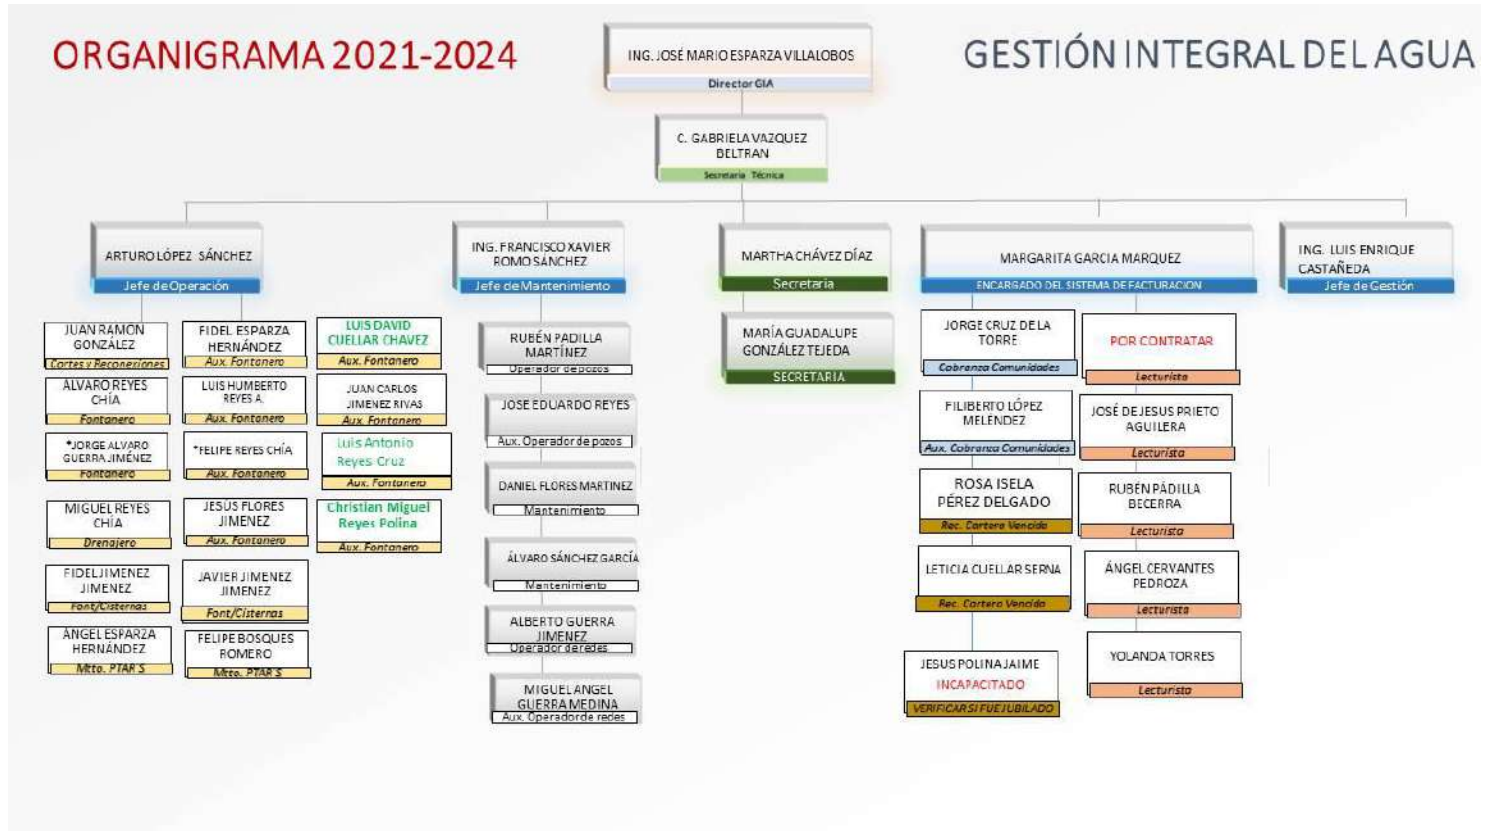 ORGANIGRAMA 2021-2024
GESTIÓN INTEGRAL DEL AGUA
ING. JOSÉ MARIO ESPARZA VILLALOBOS
Director GIA
C. GABRIELA VAZQUEZ
BELTRAN
Secretaria Técnica
ARTURO LÓPEZ SÁNCHEZ
Jefe de Operación
ING. FRANCISCO XAVIER
ROMO SÁNCHEZ
Jefe de Mantenimiento
MARTHA CHÁVEZ DÍAZ
Secretaria
MARGARITA GARCIA MARQUEZ
ENCARGADO DEL SISTEMA DE FACTURACION
ING. LUIS ENRIQUE
CASTAÑEDA
Jefe de Gestión
JUAN RAMON
GONZÁLEZ
Cortes y Reconexiones
ALVARO REYES
CHÍA
Fontanero
*JORGE ALVARO
GUERRA JIMÉNEZ
Fontanero
MIGUEL REYES
CHÍA
Drenajero
FIDEL JIMENEZ
JIMENEZ
Font/Cisternas
ÁNGEL ESPARZA
HERNÁNDEZ
Mtto. PTAR'S
FIDEL ESPARZA
HERNÁNDEZ
Aux. Fontanero
LUIS HUMBERTO
REYES A.
Aux. Fontanero
*FELIPE REYES CHÍA
Aux. Fontanero
JESÚS FLORES
JIMENEZ
Aux. Fontanero
JAVIER JIMENEZ
JIMENEZ
Font/Cisternas
FELIPE BOSQUES
ROMERO
Mtto. PTAR'S
LUIS DAVID
CUELLAR CHAVEZ
Aux. Fontanero
JUAN CARLOS
JIMENEZ RIVAS
Aux. Fontanero
Luis Antonio
Reyes Cruz
Aux. Fontanero
Christian Miguel
Reyes Polina
Aux. Fontanero
RUBÉN PADILLA
MARTÍNEZ
Operador de pozos
JOSE EDUARDO REYES
Aux. Operador de pozos
DANIEL FLORES MARTINEZ
Mantenimiento
ÁLVARO SÁNCHEZ GARCÍA
Mantenimiento
ALBERTO GUERRA
JIMENEZ
Operador de redes
MIGUEL ANGEL
GUERRA MEDINA
Aux. Operador de redes
MARÍA GUADALUPE
GONZÁLEZ TEJEDA
SECRETARIA
JORGE CRUZ DE LA
TORRE
Cobranza Comunidades
FILIBERTO LÓPEZ
MELÉNDEZ
Aux. Cobranza Comunidades
ROSA ISELA
PÉREZ DELGADO
Rec. Cartera Vencida
LETICIA CUELLAR SERNA
Rec. Cartera Vencida
JESUS POLINA JAIME
INCAPACITADO
VERIFICAR SI FUE JUBILADO
POR CONTRATAR
Lecturista
JOSÉ DE JESUS PRIETO
AGUILERA
Lecturista
RUBÉN PÁDILLA
BECERRA
Lecturista
ÁNGEL CERVANTES
PEDROZA
Lecturista
YOLANDA TORRES
Lecturista